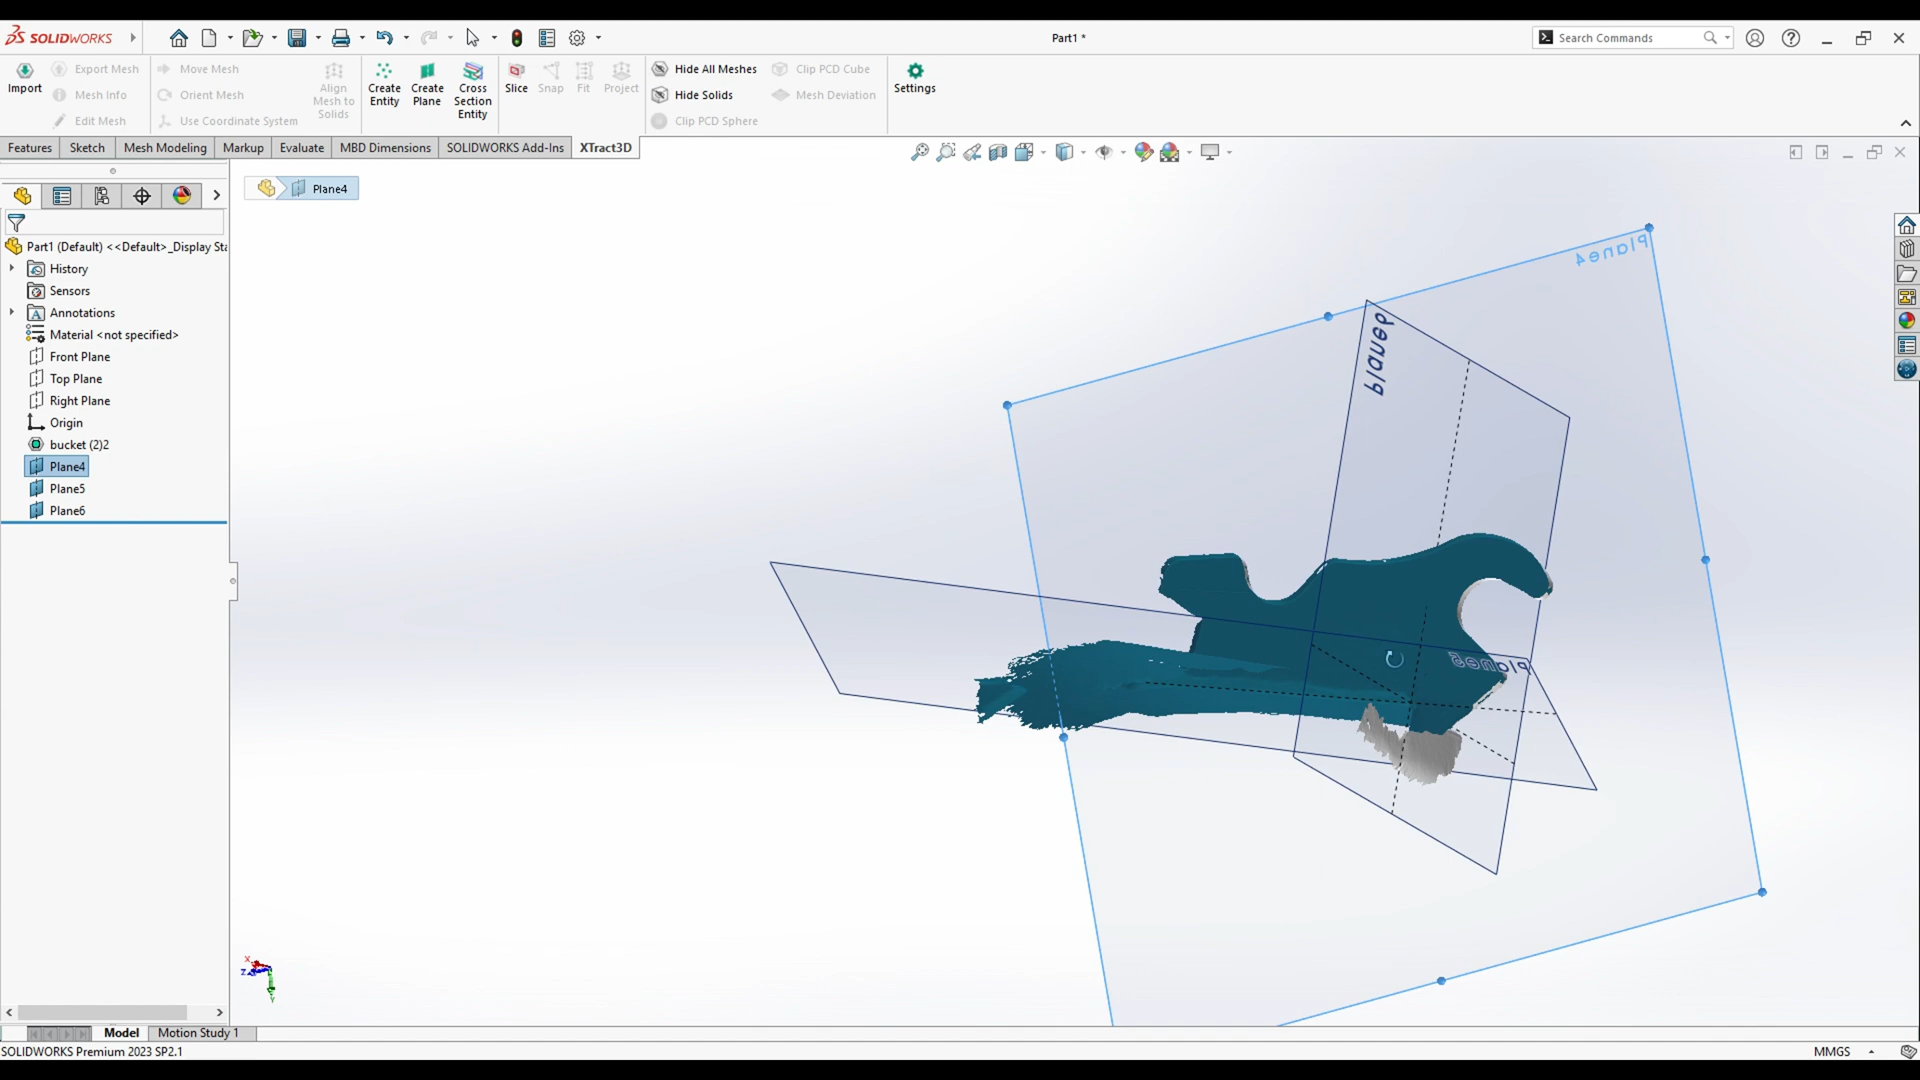 SOLIDWORKS
Part1 *
Search Commands
Import
Export Mesh
Mesh Info
Edit Mesh
Move Mesh
Orient Mesh
Use Coordinate System
Align
Mesh to
Solids
Create
Entity
Create
Plane
Cross
Section
Entity
Slice
Snap
Fit
Project
Hide All Meshes
Hide Solids
Clip PCD Sphere
Clip PCD Cube
Mesh Deviation
Settings
Features
Sketch
Mesh Modeling
Markup
Evaluate
MBD Dimensions
SOLIDWORKS Add-Ins
XTract3D
Plane4
Part1 (Default) <<Default>_Display Sta
History
Sensors
Annotations
Material <not specified>
Front Plane
Top Plane
Right Plane
Origin
bucket (2)2
Plane4
Plane5
Plane6
Plane4
Plane6
Plane5
X
Z
Y
Model
Motion Study 1
SOLIDWORKS Premium 2023 SP2.1
MMGS